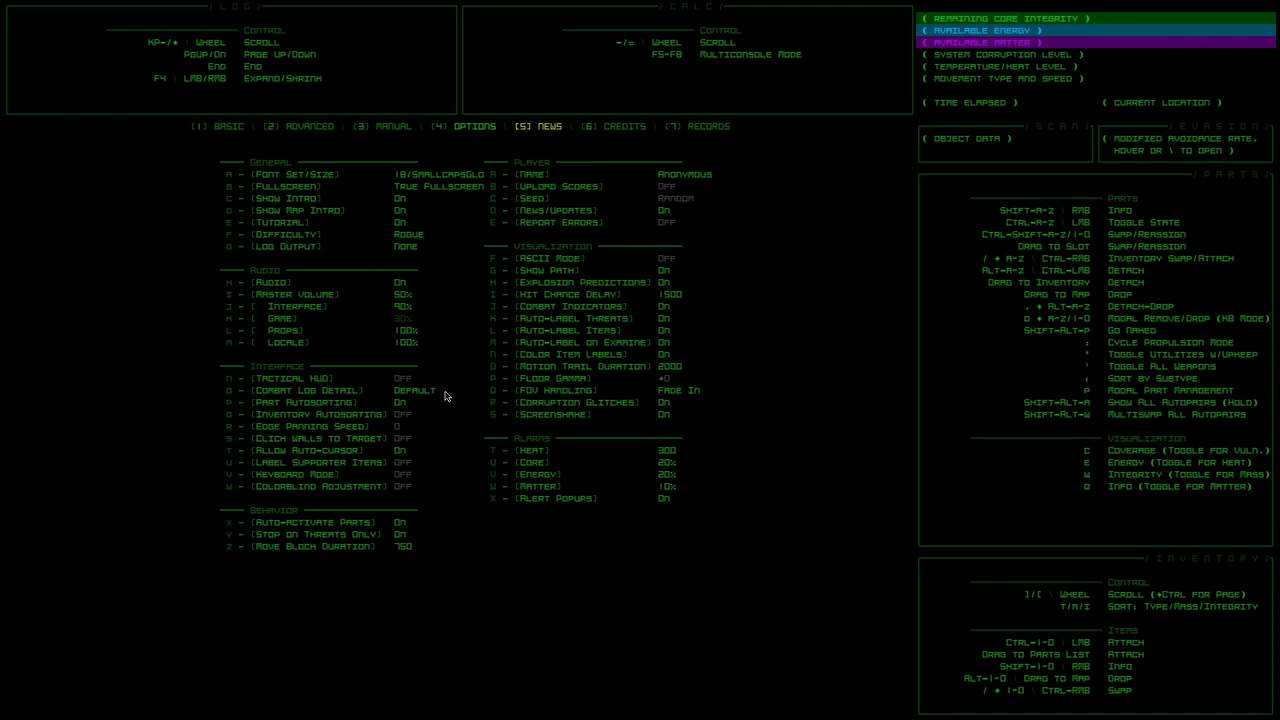 / L O G /
CONTROL
KP-/+ \ WHEEL SCROLL
PgUp/Dn PAGE UP/DOWN
End End
F4 \ LMB/RMB EXPAND/SHRINK
/ C A L C /
CONTROL
-/= \ WHEEL SCROLL
F5-F8 MULTICONSOLE MODE
( REMAINING CORE INTEGRITY )
( AVAILABLE ENERGY )
( AVAILABLE MATTER )
( SYSTEM CORRUPTION LEVEL )
( TEMPERATURE/HEAT LEVEL )
( MOVEMENT TYPE AND SPEED )
( TIME ELAPSED ) ( CURRENT LOCATION )
[1] BASIC \ [2] ADVANCED \ [3] MANUAL \ [4] OPTIONS \ [5] NEWS \ [6] CREDITS \ [7] RECORDS
/ S C A N /
( OBJECT DATA )
/ E V A S I O N /
( MODIFIED AVOIDANCE RATE,
HOVER OR \ TO OPEN )
GENERAL
A - [Font Set/Size] 18/SmallcapsGlo
B - [Fullscreen] True Fullscreen
C - [Show Intro] On
D - [Show Map Intro] On
E - [Tutorial] On
F - [Difficulty] Rogue
G - [Log Output] None
AUDIO
H - [Audio] On
I - [Master Volume] 50%
J - [  Interface] 90%
K - [  Game] 30%
L - [  Props] 100%
M - [  Locale] 100%
INTERFACE
N - [Tactical HUD] OFF
O - [Combat Log Detail] Default
P - [Part Autosorting] On
Q - [Inventory Autosorting] OFF
R - [Edge Panning Speed] 0
S - [Click Walls to Target] OFF
T - [Allow Auto-cursor] On
U - [Label Supporter Items] OFF
V - [Keyboard Mode] OFF
W - [Colorblind Adjustment] OFF
BEHAVIOR
X - [Auto-activate Parts] On
Y - [Stop on Threats Only] On
Z - [Move Block Duration] 750
PLAYER
A - [Name] Anonymous
B - [Upload Scores] OFF
C - [Seed] Random
D - [News/Updates] On
E - [Report Errors] OFF
VISUALIZATION
F - [ASCII Mode] OFF
G - [Show Path] On
H - [Explosion Predictions] On
I - [Hit Chance Delay] 1500
J - [Combat Indicators] On
K - [Auto-label Threats] On
L - [Auto-label Items] On
M - [Auto-label on Examine] On
N - [Color Item Labels] On
O - [Motion Trail Duration] 2000
P - [Floor Gamma] +0
Q - [FOV Handling] Fade In
R - [Corruption Glitches] On
S - [Screenshake] On
ALARMS
T - [Heat] 300
U - [Core] 20%
V - [Energy] 20%
W - [Matter] 10%
X - [Alert Popups] On
/ P A R T S /
PARTS
Shift-A~Z \ RMB Info
Ctrl-A~Z \ LMB Toggle State
Ctrl-Shift-A~Z/1~0 Swap/Reassign
Drag to Slot Swap/Reassign
/ + A~Z \ Ctrl-RMB Inventory Swap/Attach
Alt-A~Z \ Ctrl-LMB Detach
Drag to Inventory Detach
Drag to Map Drop
, + Alt-A~Z Detach-Drop
D + A~Z/1~0 Modal Remove/Drop (KB Mode)
Shift-Alt-P Go Naked
; Cycle Propulsion Mode
" Toggle Utilities w/Upkeep
' Toggle All Weapons
: Sort by Subtype
P Modal Part Management
Shift-Alt-A Show All Autopairs (Hold)
Shift-Alt-W Multiswap All Autopairs
VISUALIZATION
C Coverage (Toggle for Vuln.)
E Energy (Toggle for Heat)
W Integrity (Toggle for Mass)
Q Info (Toggle for Matter)
/ I N V E N T O R Y /
CONTROL
]/[ \ Wheel Scroll (+Ctrl for Page)
T/M/I Sort: Type/Mass/Integrity
ITEMS
Ctrl-1~0 \ LMB Attach
Drag to Parts List Attach
Shift-1~0 \ RMB Info
Alt-1~0 \ Drag to Map Drop
/ + 1~0 \ Ctrl-RMB Swap